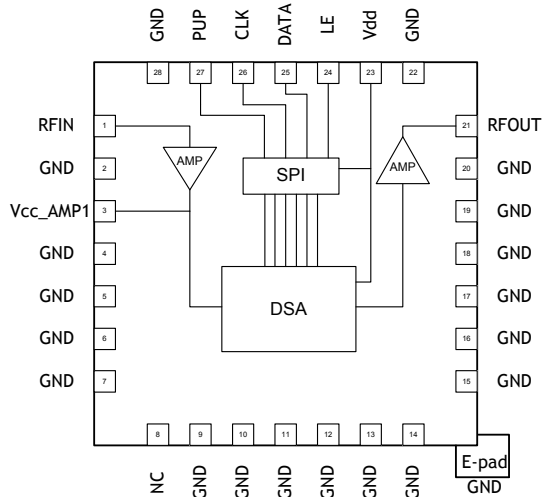 GND PUP CLK DATA LE Vdd GND
28 27 26 25 24 23 22
RFIN 1 21 RFOUT
GND 2 AMP SPI AMP 20 GND
Vcc_AMP1 3 19 GND
GND 4 18 GND
GND 5 DSA 17 GND
GND 6 16 GND
GND 7 15 GND
8 9 10 11 12 13 14
NC GND GND GND GND GND GND
E-pad
GND